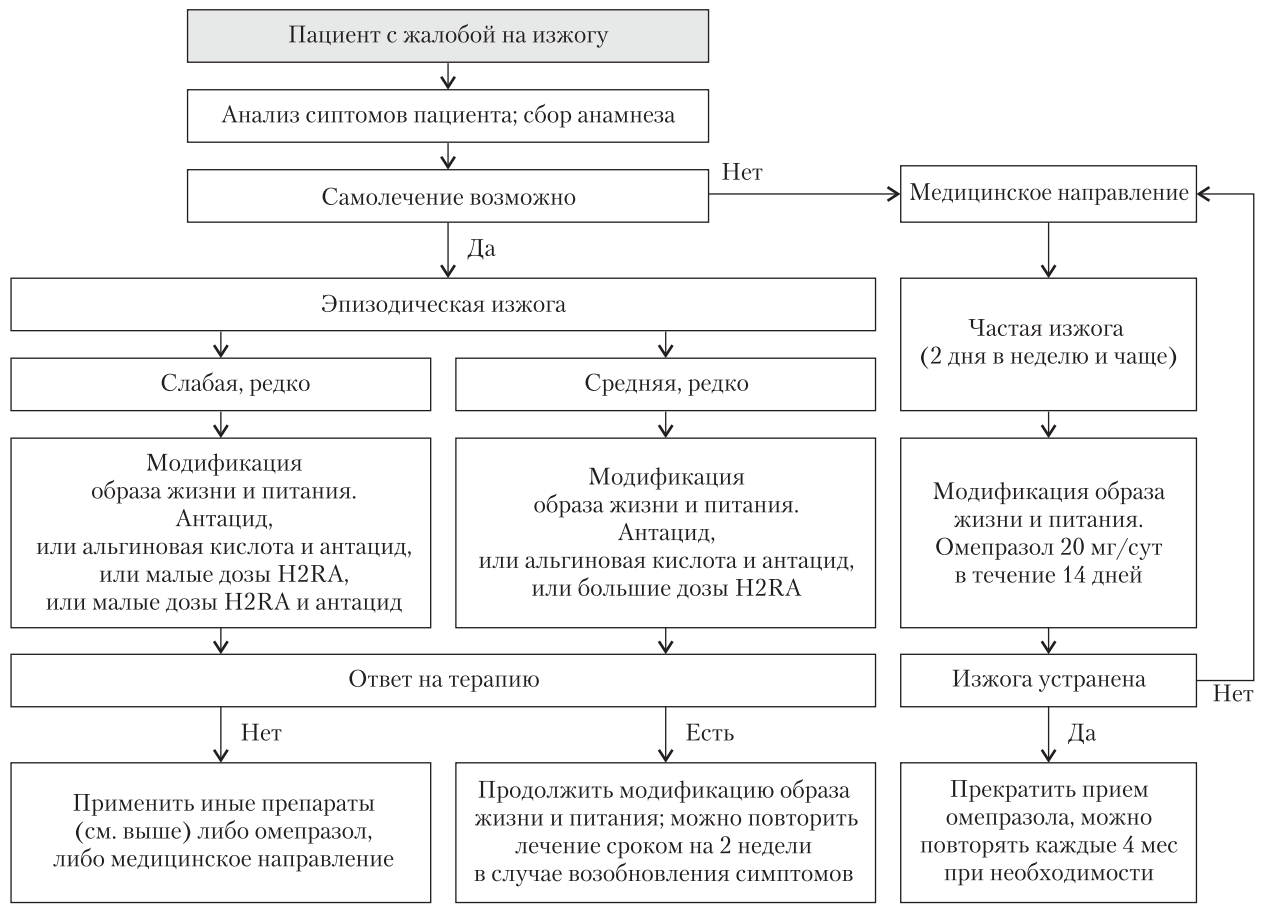 Пациент с жалобой на изжогу
Анализ сиптомов пациента; сбор анамнеза
Самолечение возможно
Нет
Медицинское направление
Да
Эпизодическая изжога
Частая изжога
(2 дня в неделю и чаще)
Слабая, редко
Средняя, редко
Модификация
образа жизни и питания.
Антацид,
или альгиновая кислота и антацид,
или малые дозы H2RA,
или малые дозы H2RA и антацид
Модификация
образа жизни и питания.
Антацид,
или альгиновая кислота и антацид,
или большие дозы H2RA
Модификация образа
жизни и питания.
Омепразол 20 мг/сут
в течение 14 дней
Ответ на терапию
Изжога устранена
Нет
Нет
Есть
Да
Применить иные препараты
(см. выше) либо омепразол,
либо медицинское направление
Продолжить модификацию образа
жизни и питания; можно повторить
лечение сроком на 2 недели
в случае возобновления симптомов
Прекратить прием
омепразола, можно
повторять каждые 4 мес
при необходимости